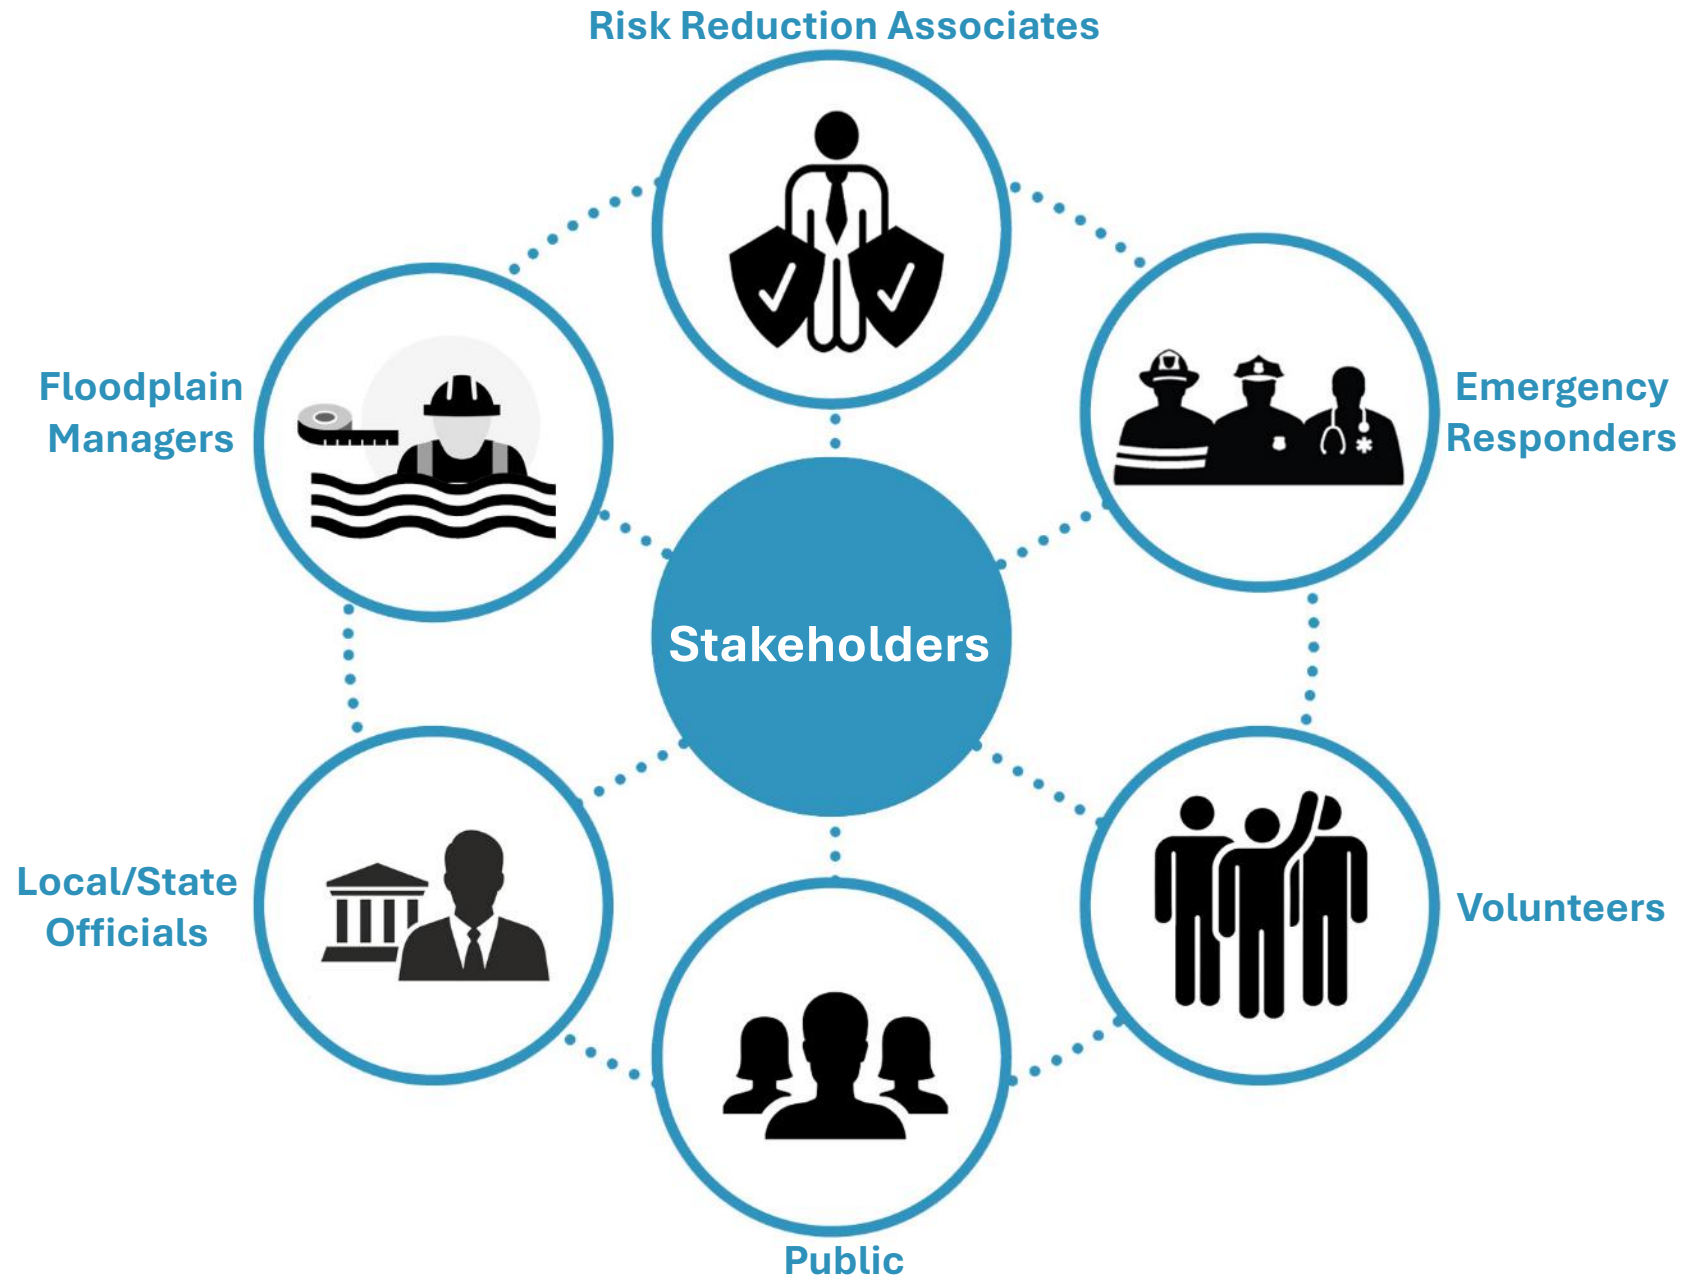 Risk Reduction Associates
Floodplain
Managers
Emergency
Responders
Stakeholders
Local/State
Officials
Volunteers
Public